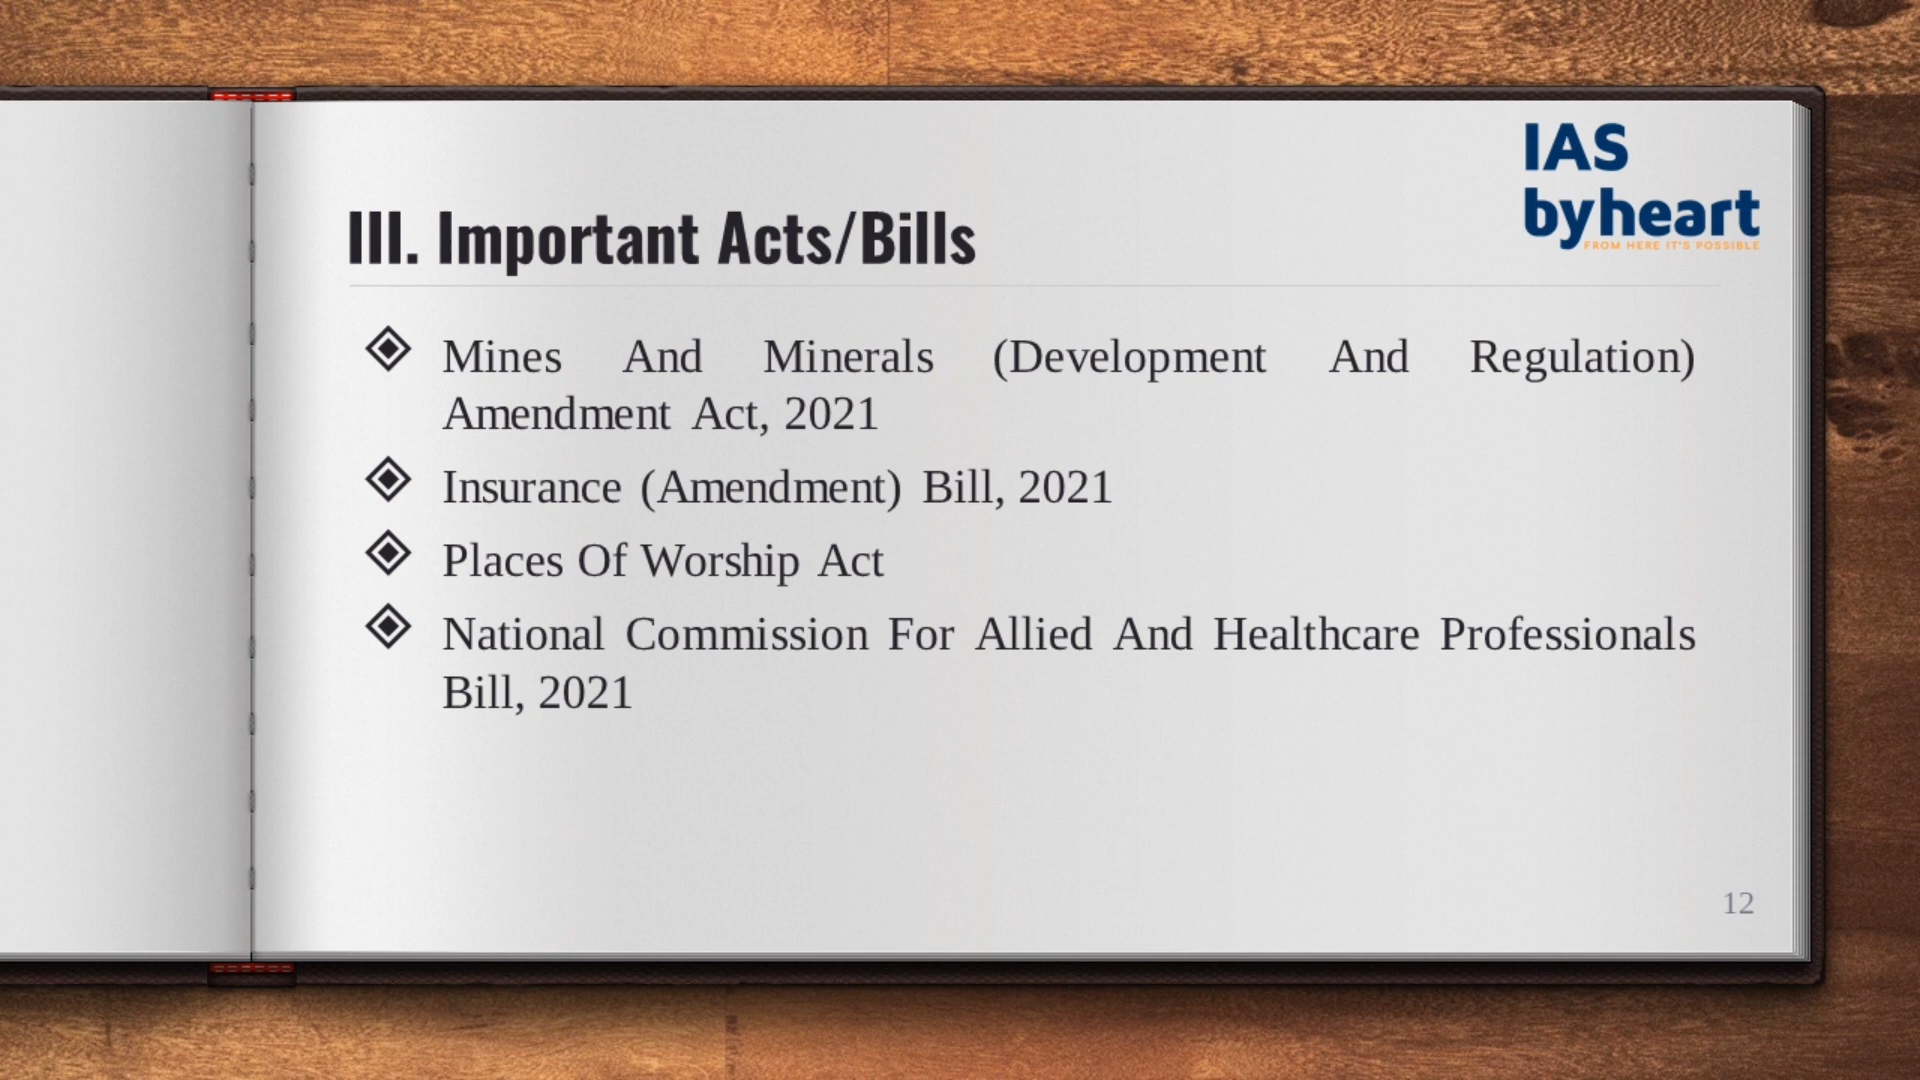 IAS
byheart
FROM HERE IT'S POSSIBLE
III. Important Acts/Bills
Mines And Minerals (Development And Regulation)
Amendment Act, 2021
Insurance (Amendment) Bill, 2021
Places Of Worship Act
National Commission For Allied And Healthcare Professionals
Bill, 2021
12